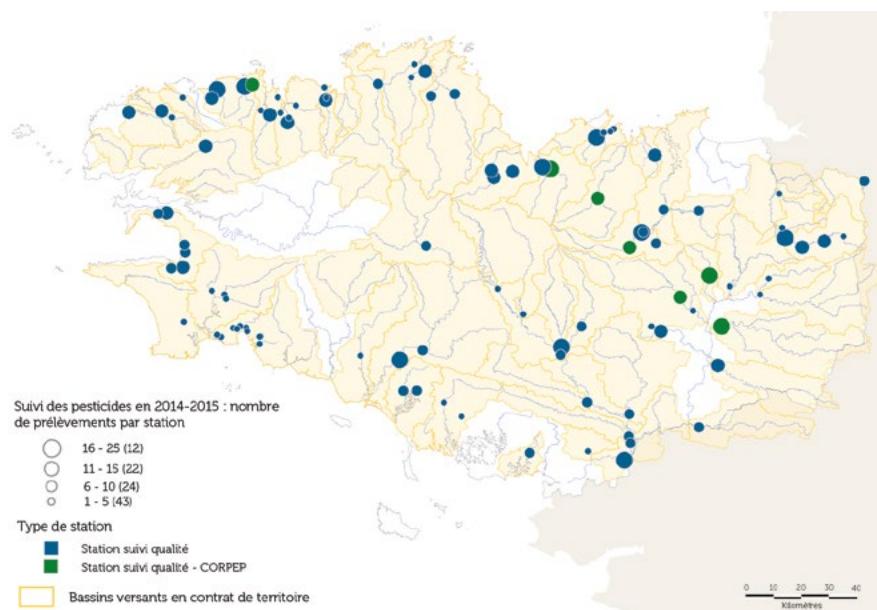 Suivi des pesticides en 2014-2015 : nombre
de prélèvements par station
16 - 25 (12)
11 - 15 (22)
6 - 10 (24)
1 - 5 (43)
Type de station
Station suivi qualité
Station suivi qualité - CORPEP
Bassins versants en contrat de territoire
0 10 20 30 40
Kilomètres